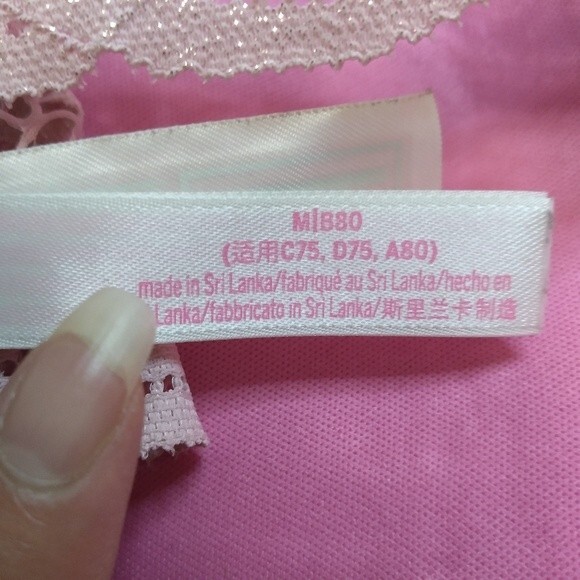 M|B80
(适用C75, D75, A80)
made in Sri Lanka/fabriqué au Sri Lanka/hecho en
Lanka/fabbricato in Sri Lanka/斯里兰卡制造